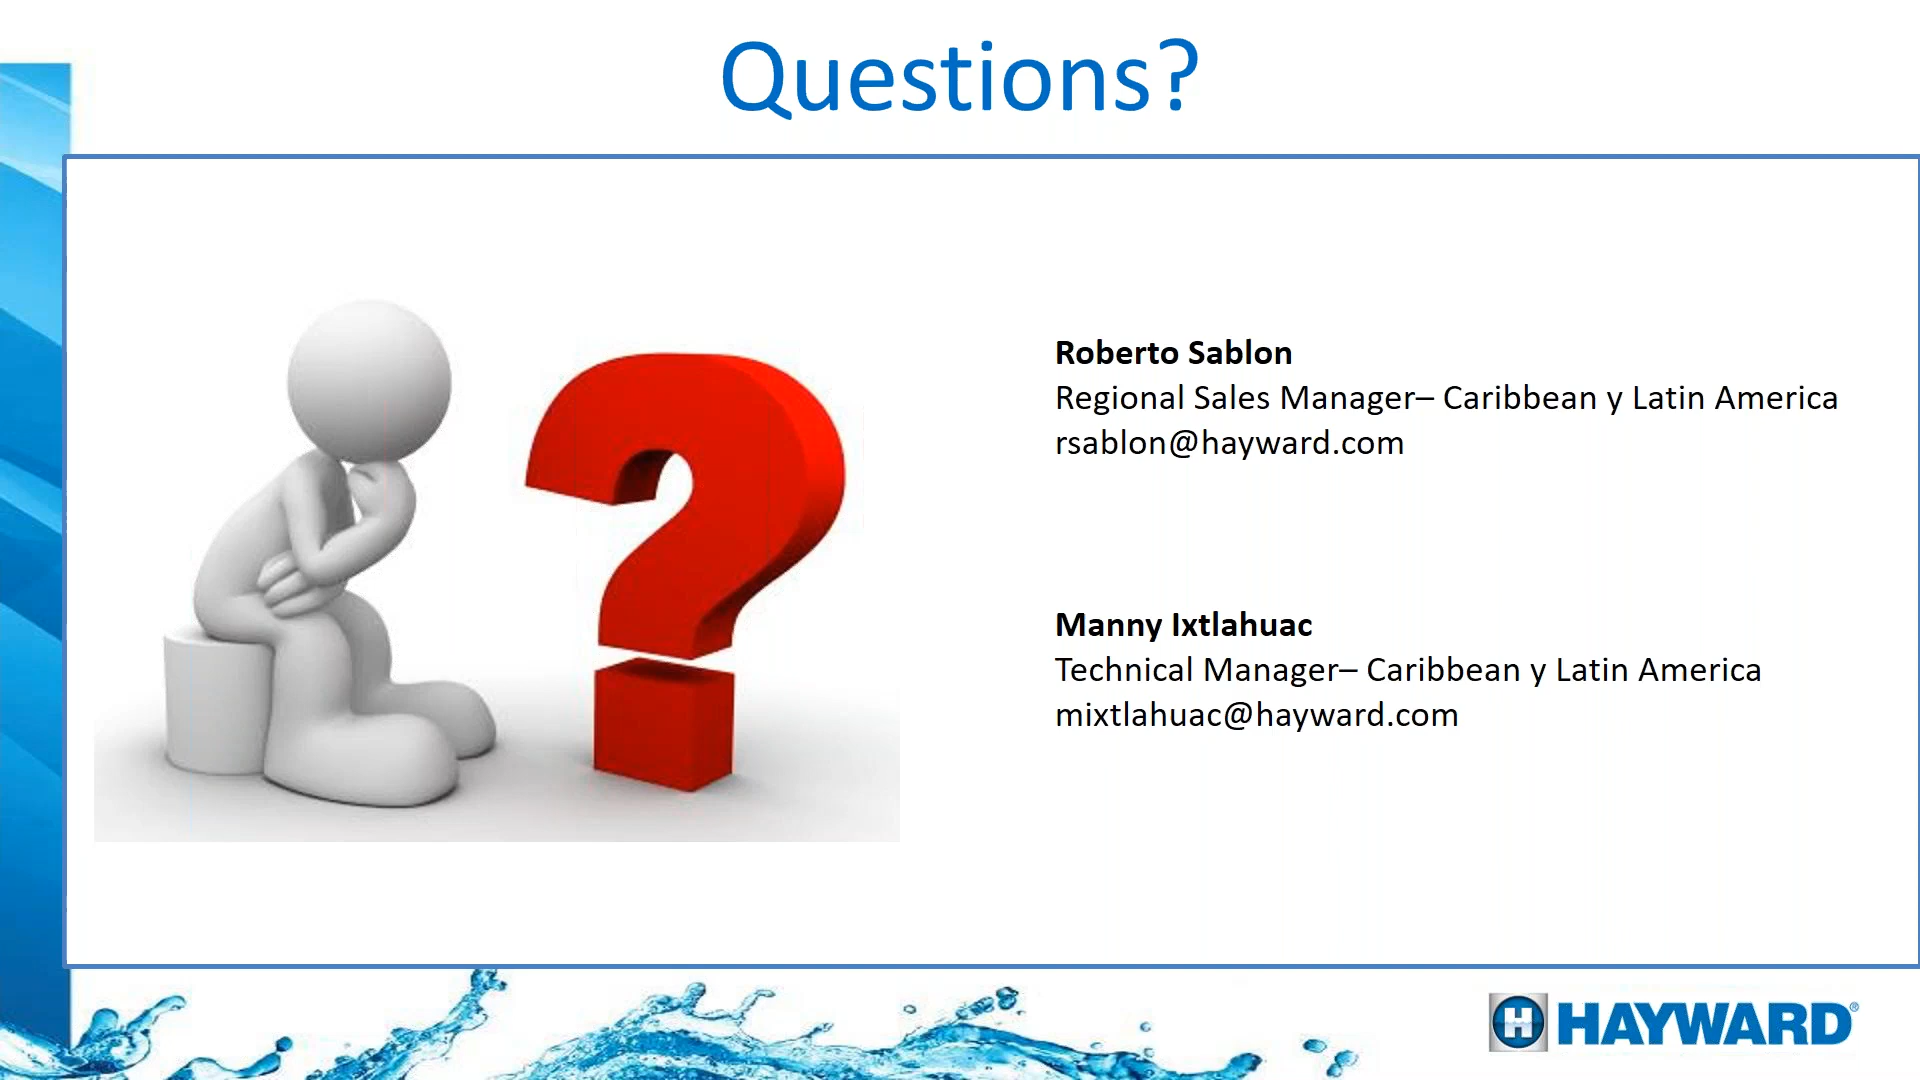 Questions?
Roberto Sablon
Regional Sales Manager– Caribbean y Latin America
rsablon@hayward.com
Manny Ixtlahuac
Technical Manager– Caribbean y Latin America
mixtlahuac@hayward.com
H HAYWARD®